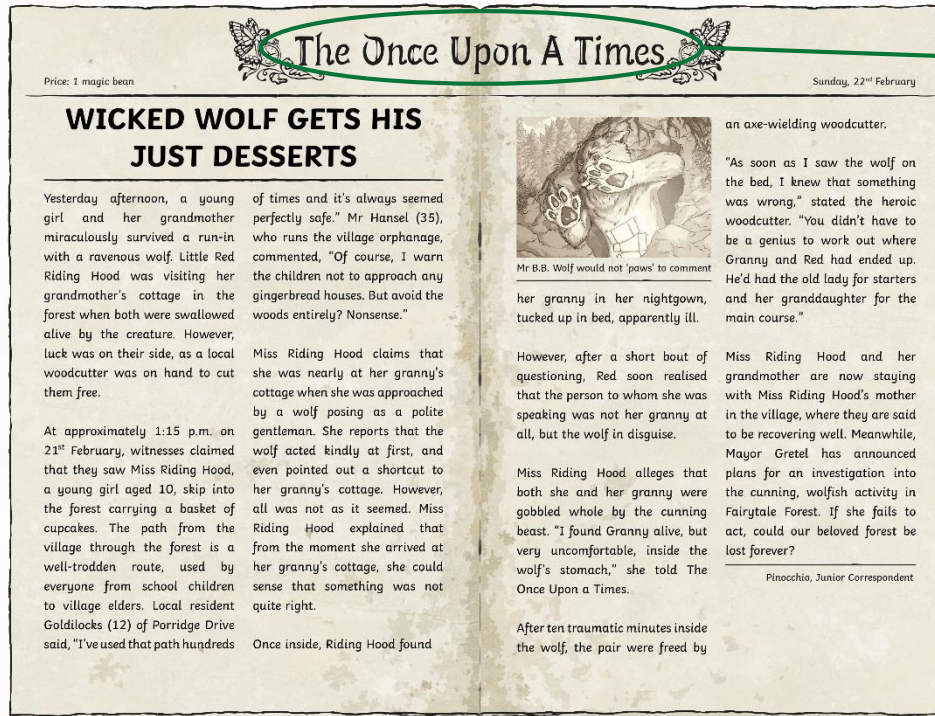 The Once Upon A Times
Price: 1 magic bean
Sunday, 22nd February
WICKED WOLF GETS HIS
JUST DESSERTS
Yesterday afternoon, a young
girl and her grandmother
miraculously survived a run-in
with a ravenous wolf. Little Red
Riding Hood was visiting her
grandmother's cottage in the
forest when both were swallowed
alive by the creature. However,
luck was on their side, as a local
woodcutter was on hand to cut
them free.
At approximately 1:15 p.m. on
21st February, witnesses claimed
that they saw Miss Riding Hood,
a young girl aged 10, skip into
the forest carrying a basket of
cupcakes. The path from the
village through the forest is a
well-trodden route, used by
everyone from school children
to village elders. Local resident
Goldilocks (12) of Porridge Drive
said, "I've used that path hundreds
of times and it's always seemed
perfectly safe." Mr Hansel (35),
who runs the village orphanage,
commented, "Of course, I warn
the children not to approach any
gingerbread houses. But avoid the
woods entirely? Nonsense."
Miss Riding Hood claims that
she was nearly at her granny's
cottage when she was approached
by a wolf posing as a polite
gentleman. She reports that the
wolf acted kindly at first, and
even pointed out a shortcut to
her granny's cottage. However,
all was not as it seemed. Miss
Riding Hood explained that
from the moment she arrived at
her granny's cottage, she could
sense that something was not
quite right.
Once inside, Riding Hood found
Mr B.B. Wolf would not 'paws' to comment
her granny in her nightgown,
tucked up in bed, apparently ill.
However, after a short bout of
questioning, Red soon realised
that the person to whom she was
speaking was not her granny at
all, but the wolf in disguise.
Miss Riding Hood alleges that
both she and her granny were
gobbled whole by the cunning
beast. "I found Granny alive, but
very uncomfortable, inside the
wolf's stomach," she told The
Once Upon a Times.
After ten traumatic minutes inside
the wolf, the pair were freed by
an axe-wielding woodcutter.
"As soon as I saw the wolf on
the bed, I knew that something
was wrong," stated the heroic
woodcutter. "You didn't have to
be a genius to work out where
Granny and Red had ended up.
He'd had the old lady for starters
and her granddaughter for the
main course."
Miss Riding Hood and her
grandmother are now staying
with Miss Riding Hood's mother
in the village, where they are said
to be recovering well. Meanwhile,
Mayor Gretel has announced
plans for an investigation into
the cunning, wolfish activity in
Fairytale Forest. If she fails to
act, could our beloved forest be
lost forever?
Pinocchio, Junior Correspondent